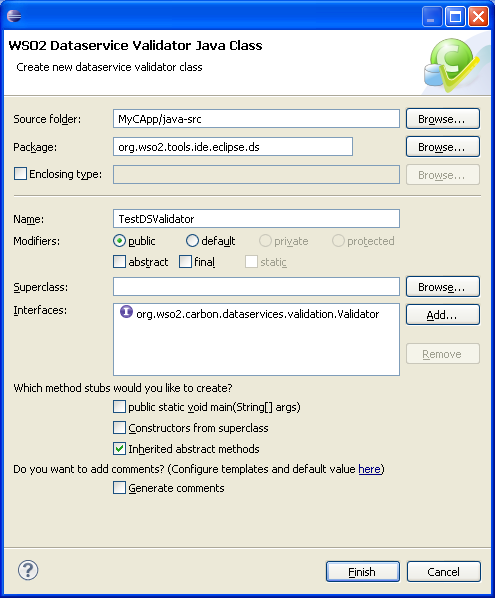 WSO2 Dataservice Validator Java Class
Create new dataservice validator class
Source folder: MyCApp/java-src Browse...
Package: org.wso2.tools.ide.eclipse.ds Browse...
Enclosing type: Browse...
Name: TestDSValidator
Modifiers: public default private protected
abstract final static
Superclass: Browse...
Interfaces: I org.wso2.carbon.dataservices.validation.Validator Add...
Remove
Which method stubs would you like to create?
public static void main(String[] args)
Constructors from superclass
Inherited abstract methods
Do you want to add comments? (Configure templates and default value here)
Generate comments
? Finish Cancel